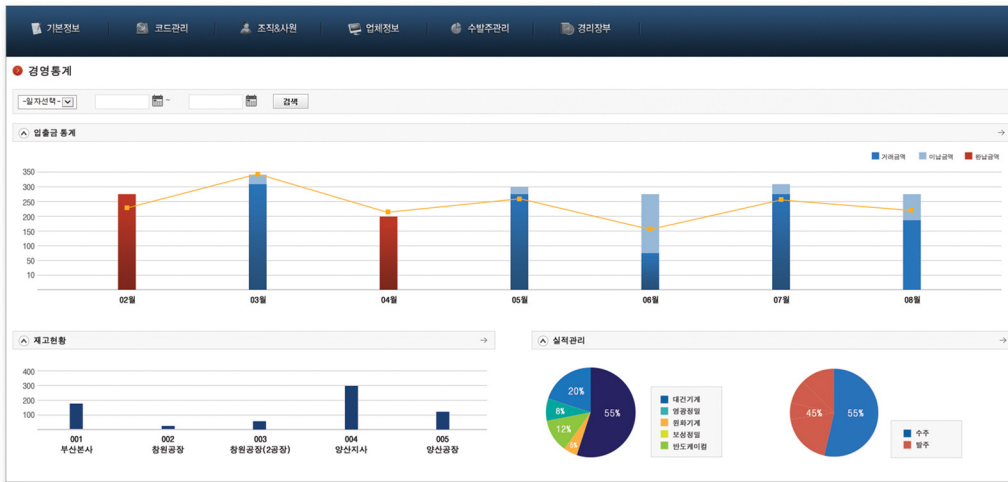 기본정보 코드관리 조직&사원 업체정보 수발주관리 경리장부
경영통계
-일자선택- ~ 검색
입출금 통계
거래금액 미납금액 완납금액
350
300
250
200
150
100
50
10
02월 03월 04월 05월 06월 07월 08월
재고현황
400
300
200
100
001 002 003 004 005
부산본사 창원공장 창원공장(2공장) 양산지사 양산공장
실적관리
20%
8%
55%
12%
5%
대건기계
영광정밀
원화기계
보성정밀
반도케이컴
45% 55%
수주
발주